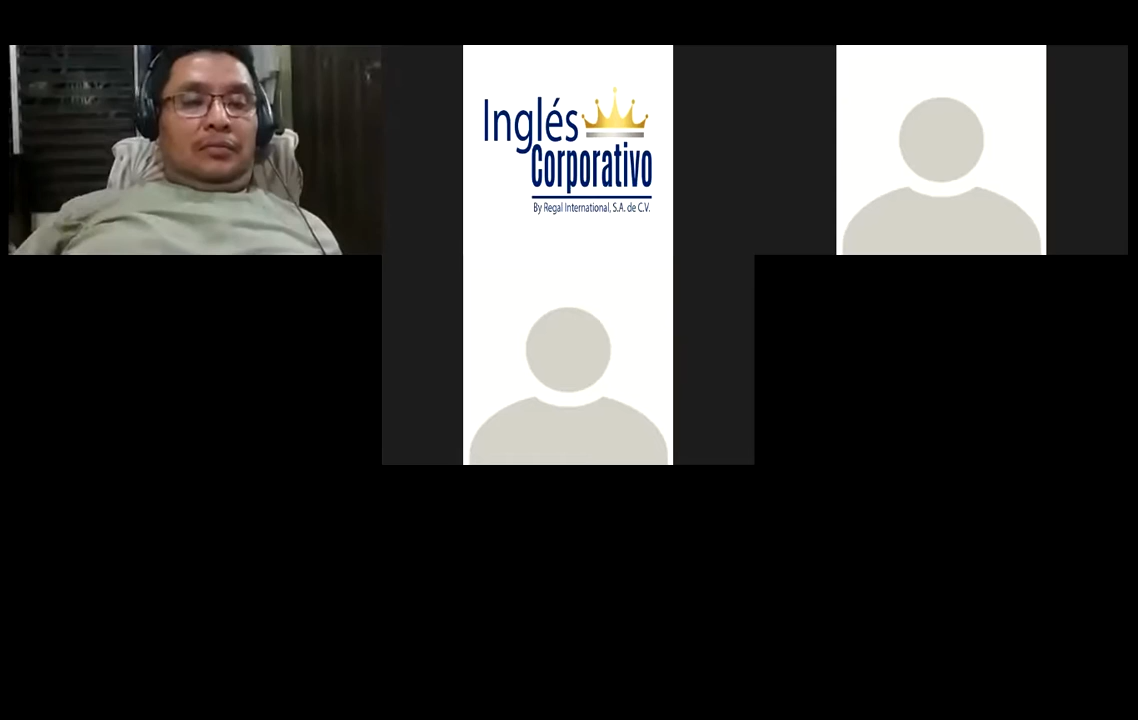 Inglés
Corporativo
By Regal International, S.A. de C.V.